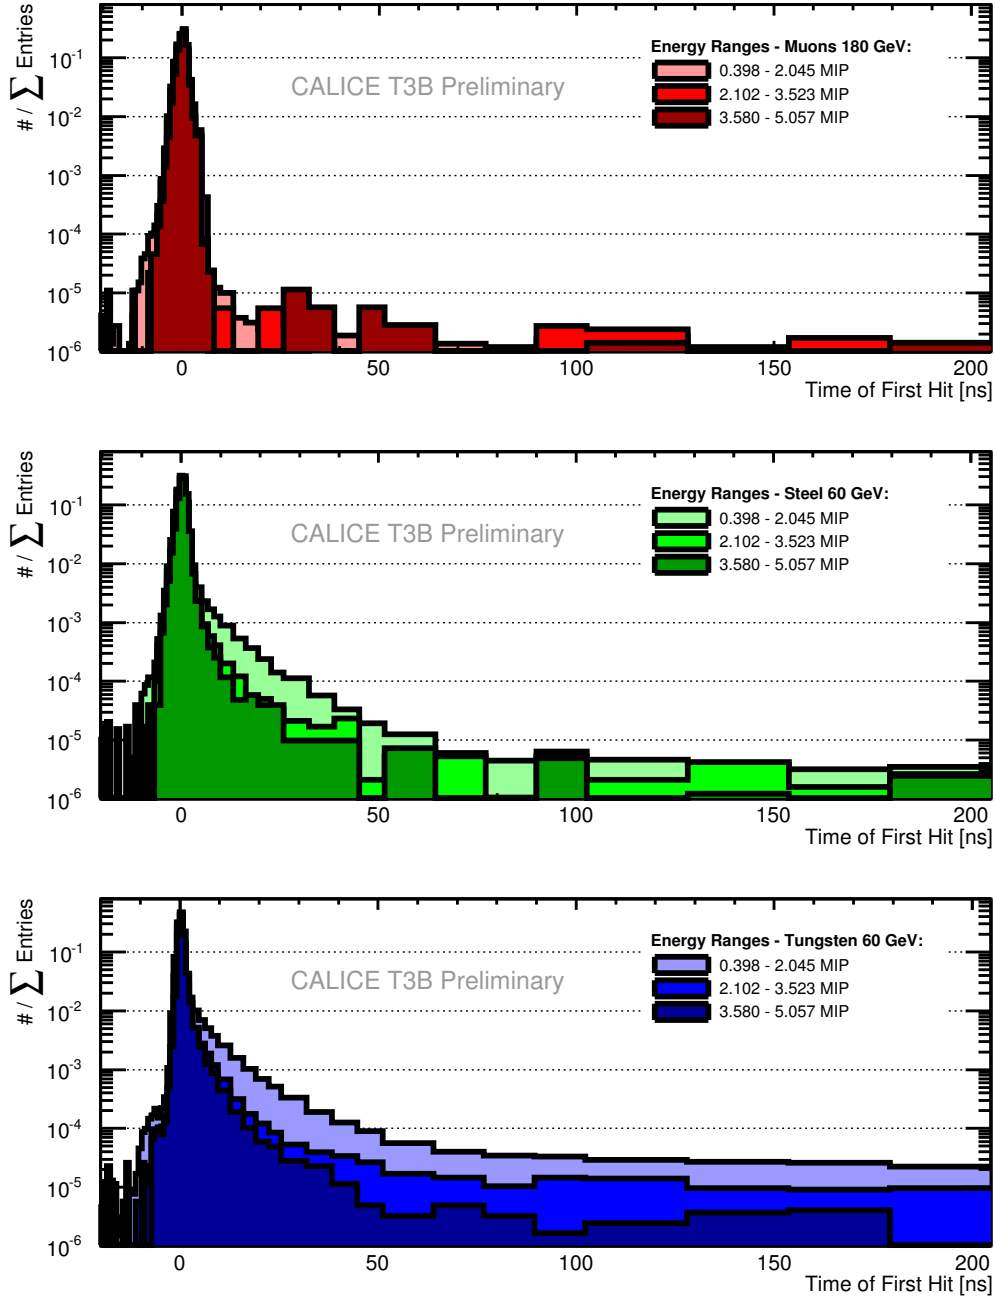 # / ∑ Entries
Energy Ranges - Muons 180 GeV:
0.398 - 2.045 MIP
2.102 - 3.523 MIP
3.580 - 5.057 MIP
CALICE T3B Preliminary
10⁻¹
10⁻²
10⁻³
10⁻⁴
10⁻⁵
10⁻⁶
0 50 100 150 200
Time of First Hit [ns]
# / ∑ Entries
Energy Ranges - Steel 60 GeV:
0.398 - 2.045 MIP
2.102 - 3.523 MIP
3.580 - 5.057 MIP
CALICE T3B Preliminary
10⁻¹
10⁻²
10⁻³
10⁻⁴
10⁻⁵
10⁻⁶
0 50 100 150 200
Time of First Hit [ns]
# / ∑ Entries
Energy Ranges - Tungsten 60 GeV:
0.398 - 2.045 MIP
2.102 - 3.523 MIP
3.580 - 5.057 MIP
CALICE T3B Preliminary
10⁻¹
10⁻²
10⁻³
10⁻⁴
10⁻⁵
10⁻⁶
0 50 100 150 200
Time of First Hit [ns]